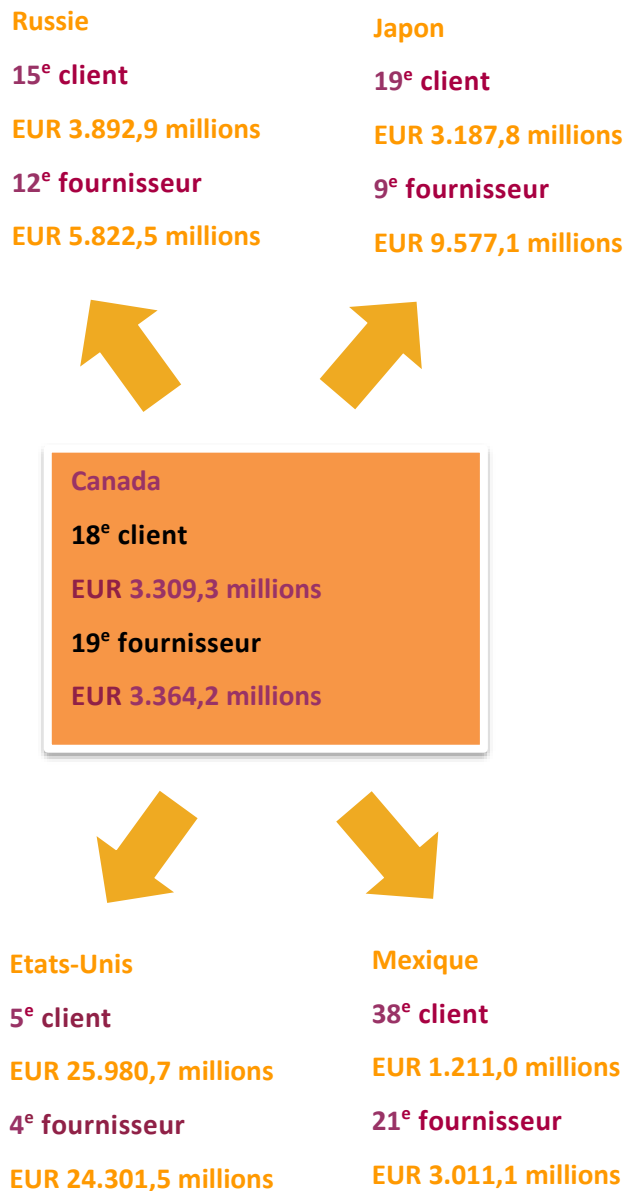 Russie
15e client
EUR 3.892,9 millions
12e fournisseur
EUR 5.822,5 millions
Japon
19e client
EUR 3.187,8 millions
9e fournisseur
EUR 9.577,1 millions
Canada
18e client
EUR 3.309,3 millions
19e fournisseur
EUR 3.364,2 millions
Etats-Unis
5e client
EUR 25.980,7 millions
4e fournisseur
EUR 24.301,5 millions
Mexique
38e client
EUR 1.211,0 millions
21e fournisseur
EUR 3.011,1 millions